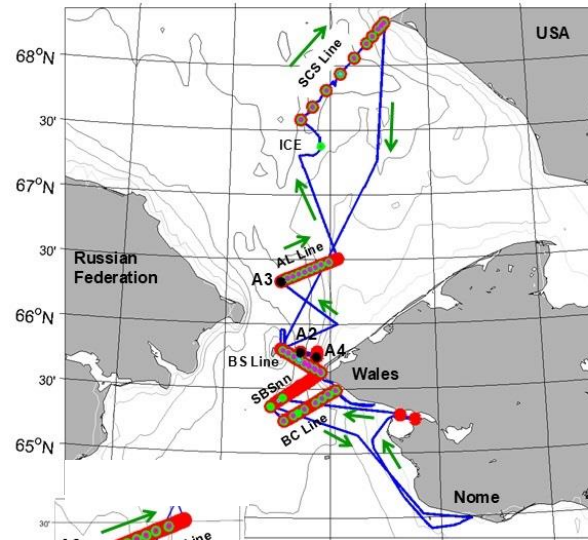 USA
68°N
SCS Line
30'
ICE
67°N
30'
AL Line
Russian
Federation
A3
66°N
A2
A4
BS Line
Wales
30'
SBSnn
BC Line
65°N
Nome
30'